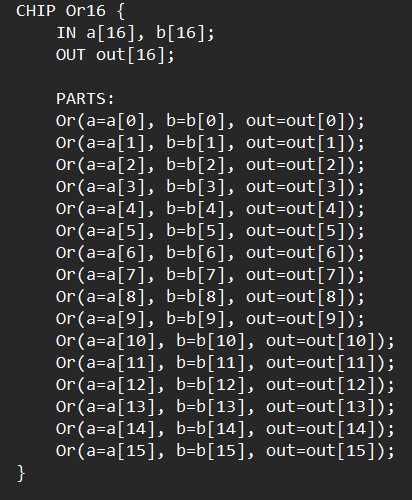 CHIP Or16 {
    IN a[16], b[16];
    OUT out[16];

    PARTS:
    Or(a=a[0], b=b[0], out=out[0]);
    Or(a=a[1], b=b[1], out=out[1]);
    Or(a=a[2], b=b[2], out=out[2]);
    Or(a=a[3], b=b[3], out=out[3]);
    Or(a=a[4], b=b[4], out=out[4]);
    Or(a=a[5], b=b[5], out=out[5]);
    Or(a=a[6], b=b[6], out=out[6]);
    Or(a=a[7], b=b[7], out=out[7]);
    Or(a=a[8], b=b[8], out=out[8]);
    Or(a=a[9], b=b[9], out=out[9]);
    Or(a=a[10], b=b[10], out=out[10]);
    Or(a=a[11], b=b[11], out=out[11]);
    Or(a=a[12], b=b[12], out=out[12]);
    Or(a=a[13], b=b[13], out=out[13]);
    Or(a=a[14], b=b[14], out=out[14]);
    Or(a=a[15], b=b[15], out=out[15]);
}